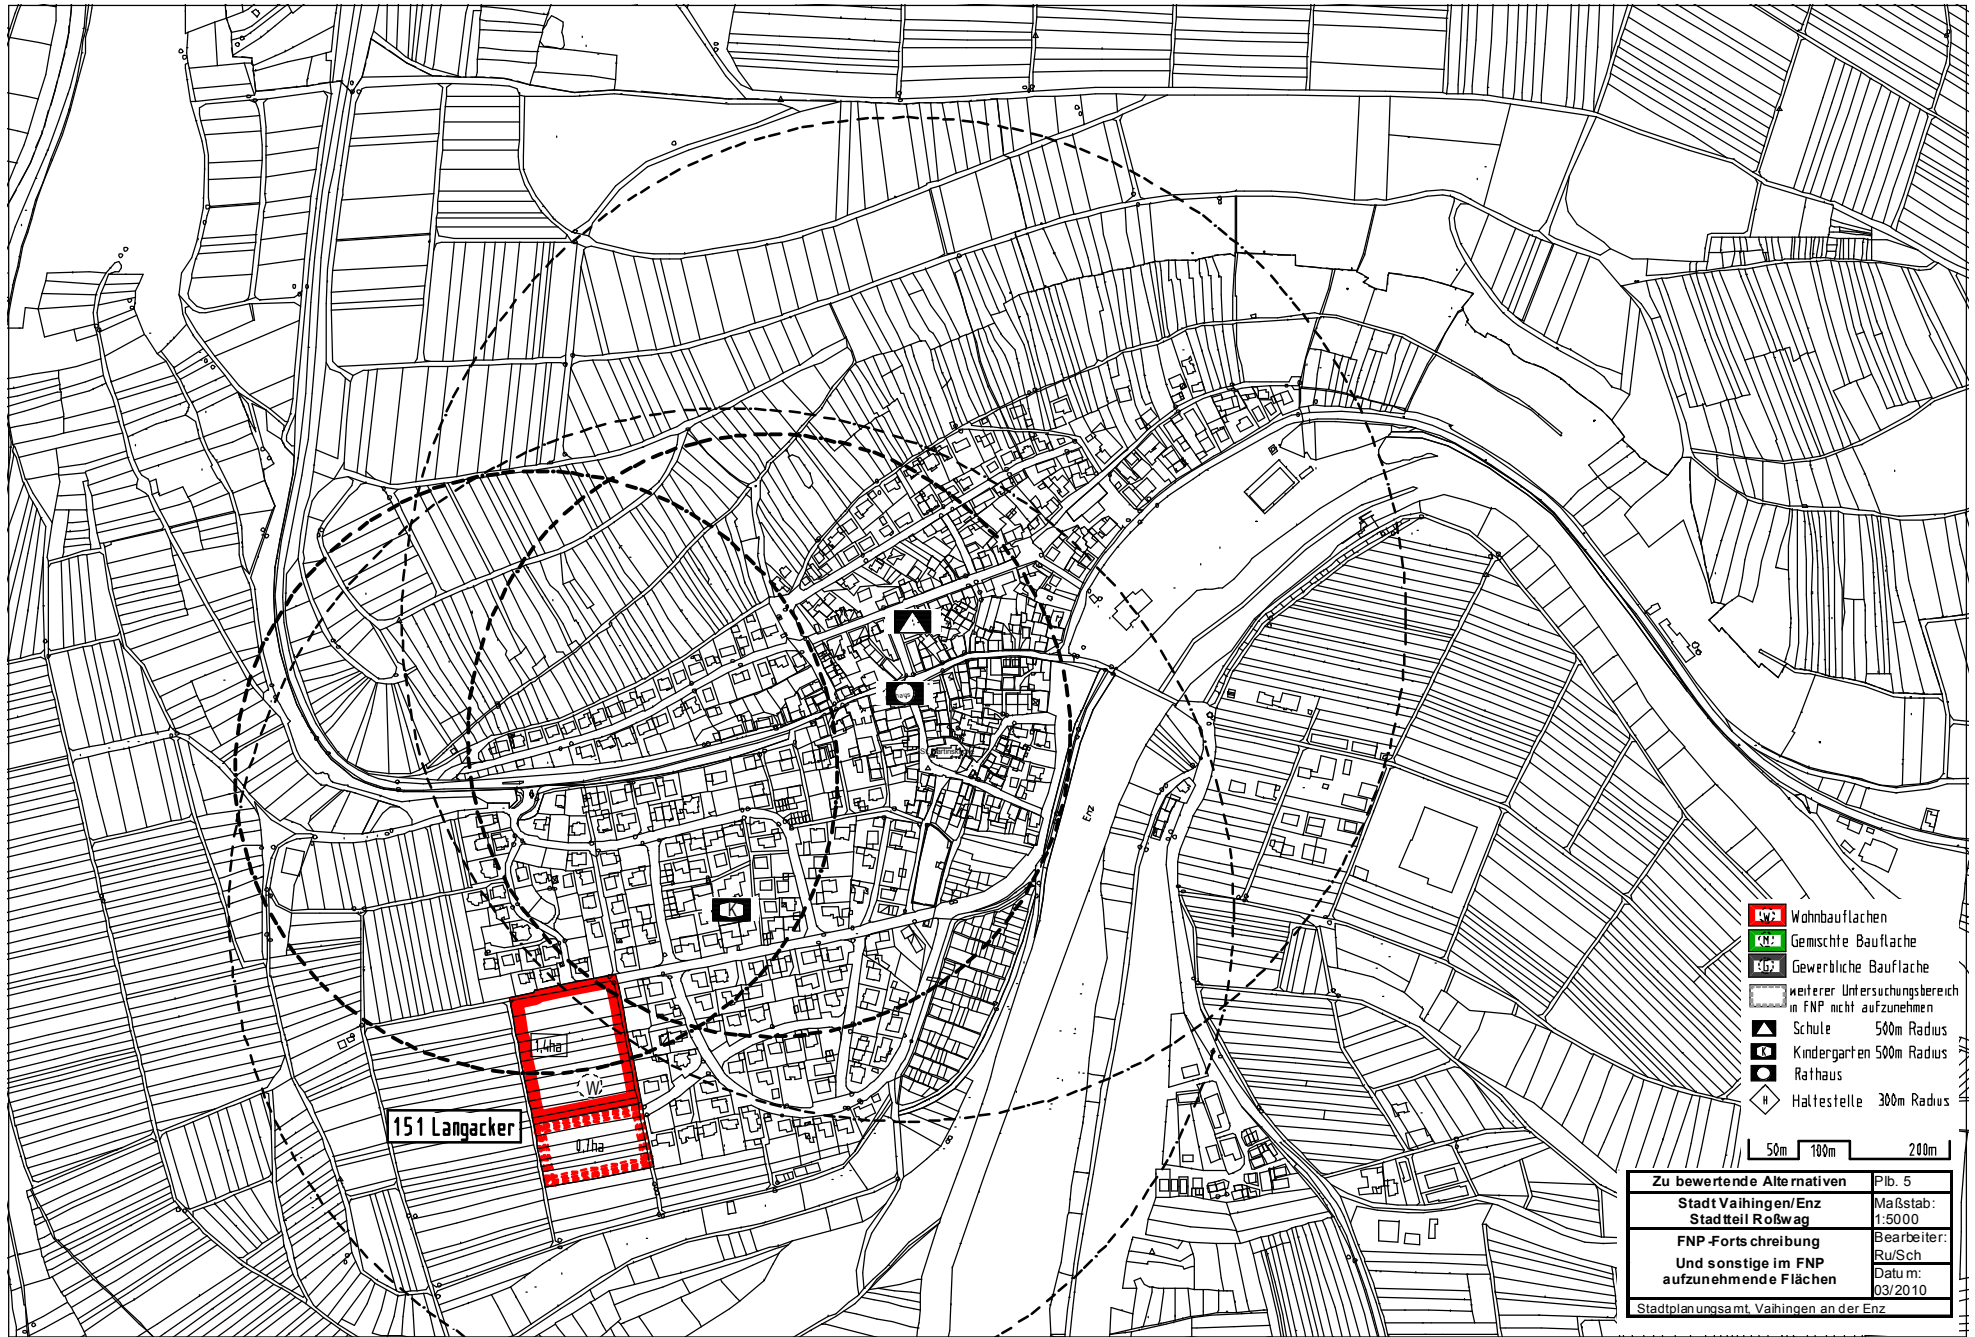 Enz
K
1,4ha
W
151 Langacker
0,7ha
W Wohnbauflachen
M Gemischte Bauflache
G Gewerbliche Bauflache
weiterer Untersuchungsbereich
in FNP nicht aufzunehmen
Schule 500m Radius
K Kindergarten 500m Radius
Rathaus
H Haltestelle 300m Radius
50m 100m 200m
Zu bewertende Alternativen Plb. 5
Stadt Vaihingen/Enz Maßstab:
Stadtteil Roßwag 1:5000
FNP-Fortschreibung Bearbeiter:
Ru/Sch
Und sonstige im FNP
aufzunehmende Flächen Datum:
03/2010
Stadtplanungsamt, Vaihingen an der Enz